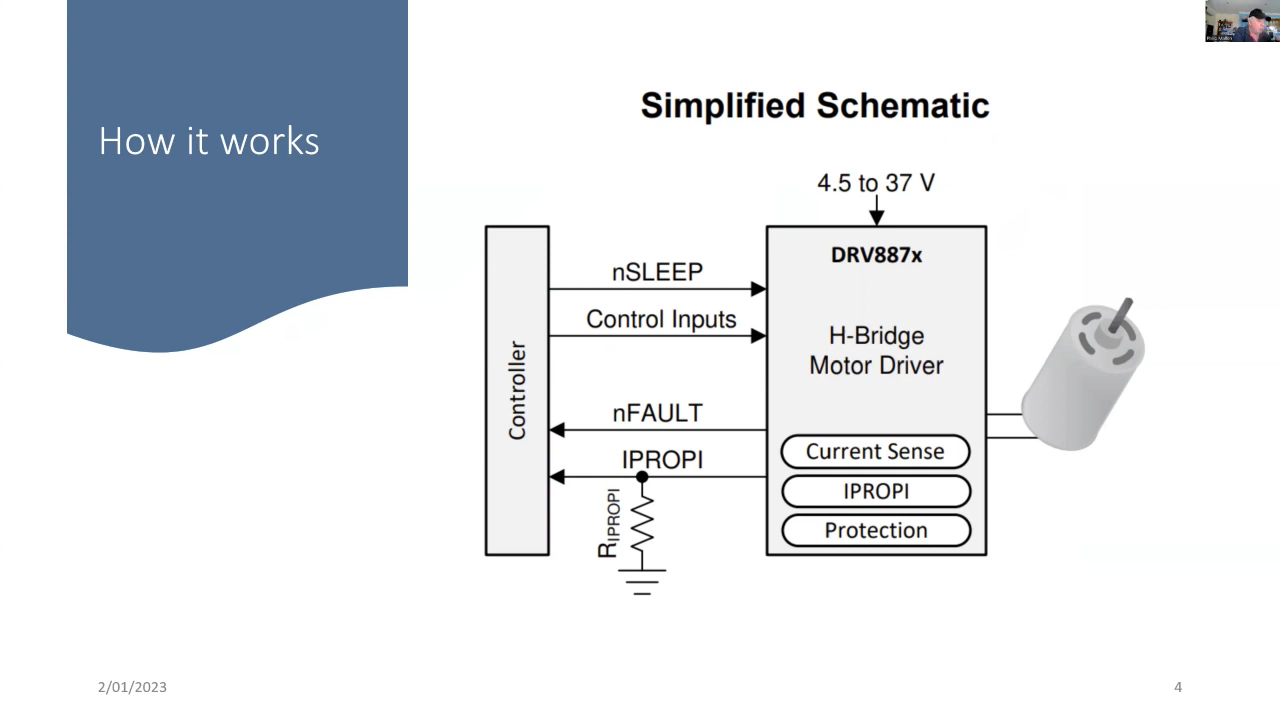 How it works
Simplified Schematic
4.5 to 37 V
DRV887x
nSLEEP
Control Inputs
H-Bridge
Motor Driver
Controller
nFAULT
IPROPI
Current Sense
IPROPI
Protection
RIPROPI
2/01/2023
4